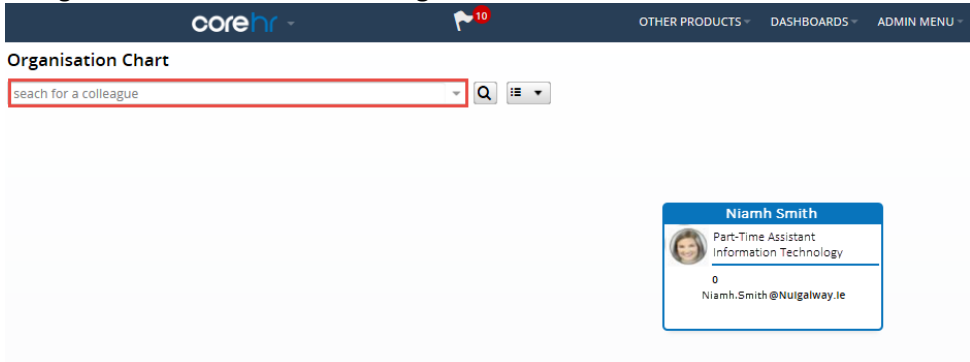 corehr
10
OTHER PRODUCTS DASHBOARDS ADMIN MENU
Organisation Chart
seach for a colleague
Niamh Smith
Part-Time Assistant
Information Technology
0
Niamh.Smith@Nuigalway.ie